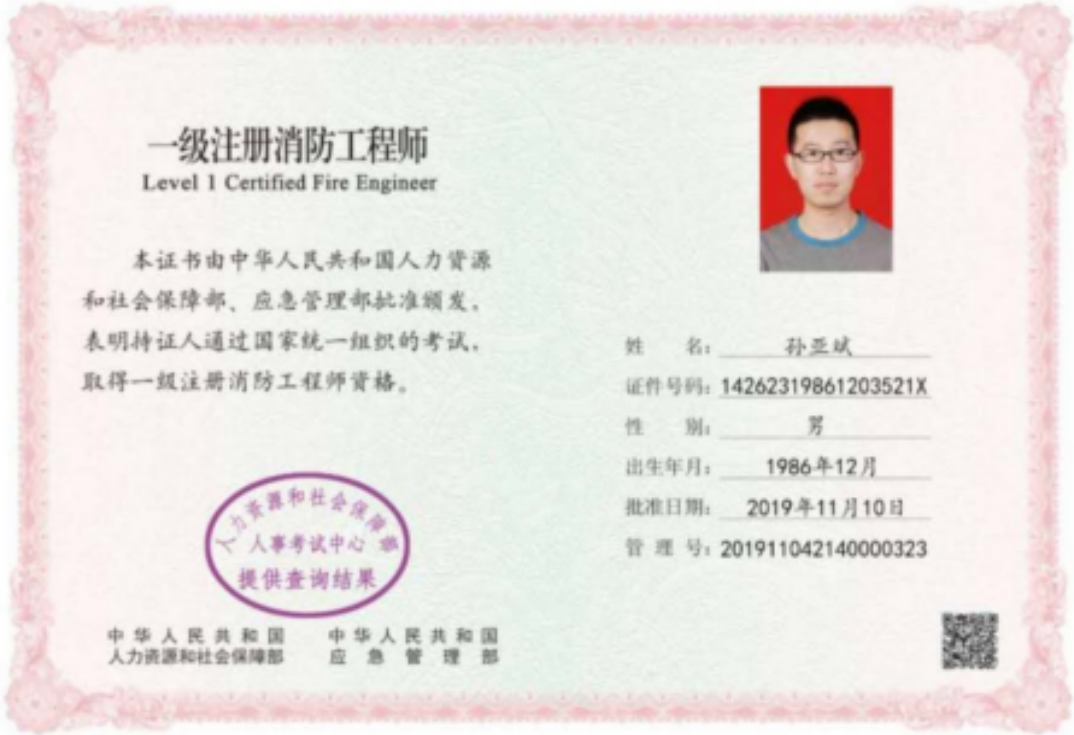 一级注册消防工程师
Level 1 Certified Fire Engineer
本证书由中华人民共和国人力资源
和社会保障部、应急管理部批准颁发,
表明持证人通过国家统一组织的考试,
取得一级注册消防工程师资格。
人力资源和社会保障部
人事考试中心
提供查询结果
中华人民共和国
人力资源和社会保障部
中华人民共和国
应急管理部
姓 名: 孙亚斌
证件号码: 14262319861203521X
性 别: 男
出生年月: 1986年12月
批准日期: 2019年11月10日
管 理 号: 201911042140000323